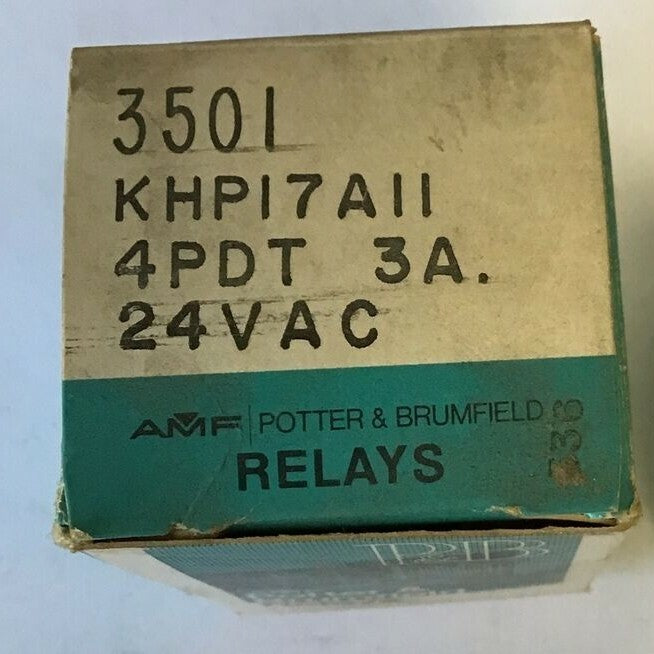 3501
KHP17A11
4PDT 3A.
24VAC
AMF POTTER & BRUMFIELD
RELAYS
P&B